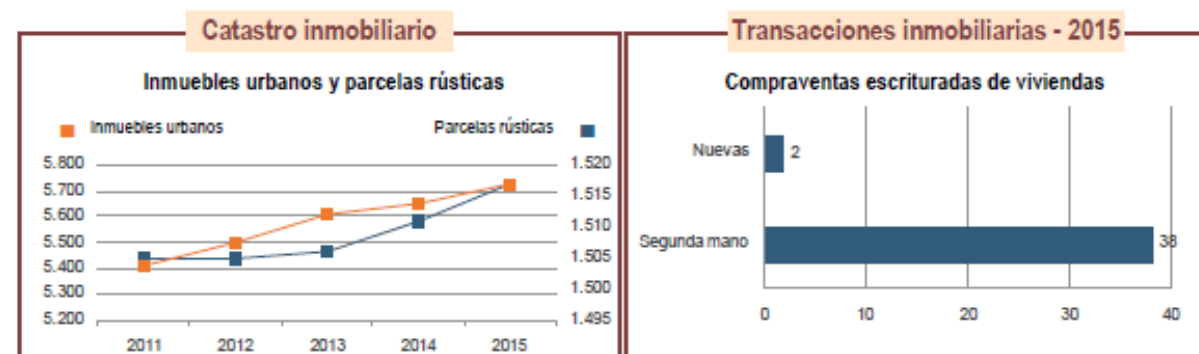 Catastro inmobiliario
Inmuebles urbanos y parcelas rústicas
Inmuebles urbanos
Parcelas rústicas
5.800
5.700
5.600
5.500
5.400
5.300
5.200
1.520
1.515
1.510
1.505
1.500
1.495
2011 2012 2013 2014 2015
Transacciones inmobiliarias - 2015
Compraventas escrituradas de viviendas
Nuevas 2
Segunda mano 38
0 10 20 30 40